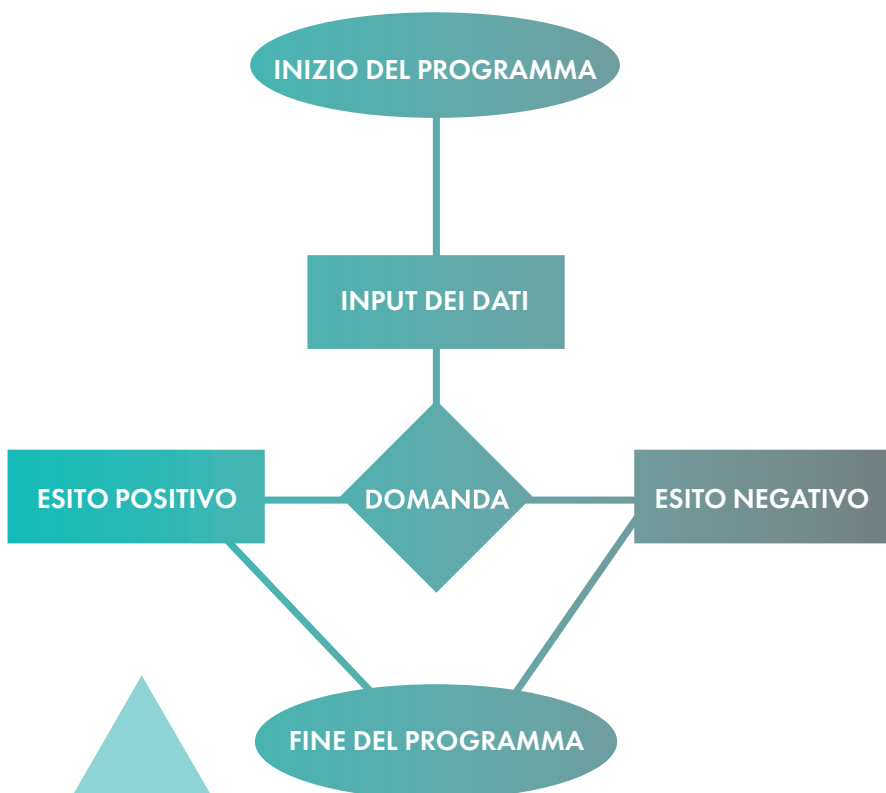 INIZIO DEL PROGRAMMA
INPUT DEI DATI
ESITO POSITIVO
DOMANDA
ESITO NEGATIVO
FINE DEL PROGRAMMA